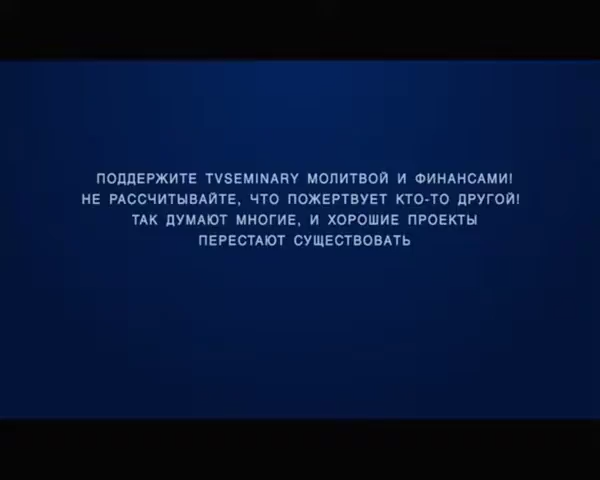 ПОДДЕРЖИТЕ TVSEMINARY МОЛИТВОЙ И ФИНАНСАМИ!
НЕ РАССЧИТЫВАЙТЕ, ЧТО ПОЖЕРТВУЕТ КТО-ТО ДРУГОЙ!
ТАК ДУМАЮТ МНОГИЕ, И ХОРОШИЕ ПРОЕКТЫ
ПЕРЕСТАЮТ СУЩЕСТВОВАТЬ